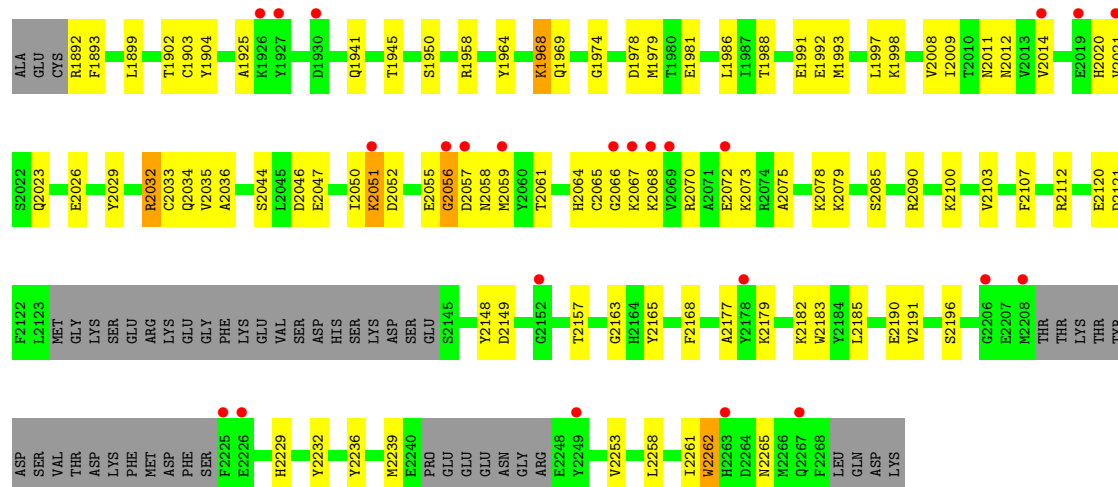 ALA GLU CYS R1892 F1893 L1899 T1902 C1903 Y1904 A1925 K1926 Y1927 D1930 Q1941 T1945 S1950 R1958 Y1964 K1968 Q1969 G1974 D1978 M1979 T1980 E1981 L1986 I1987 T1988 E1991 E1992 M1993 L1997 K1998 V2008 I2009 T2010 N2011 N2012 V2013 V2014 E2019 H2020 V2021
S2022 Q2023 E2026 Y2029 R2032 C2033 Q2034 V2035 A2036 S2044 L2045 D2046 E2047 I2050 K2051 D2052 E2055 G2056 D2057 N2058 M2059 Y2060 T2061 H2064 C2065 G2066 K2067 K2068 V2069 R2070 A2071 E2072 K2073 R2074 A2075 K2078 K2079 S2085 R2090 K2100 V2103 F2107 R2112 E2120 D2121
F2122 L2123 MET GLY LYS SER GLU ARG LYS GLU GLY PHE LYS GLU VAL SER ASP HIS SER LYS ASP SER GLU S2145 Y2148 D2149 G2152 T2157 G2163 H2164 Y2165 F2168 A2177 Y2178 K2179 K2182 W2183 Y2184 L2185 E2190 V2191 S2196 G2206 E2207 M2208 THR THR LYS THR TYR
ASP SER VAL THR ASP LYS PHE MET ASP PHE SER F2225 E2226 H2229 Y2232 Y2236 M2239 E2240 PRO GLU GLU GLU ASN GLY ARG E2248 Y2249 V2253 L2258 I2261 W2262 H2263 D2264 N2265 M2266 Q2267 F2268 LEU GLN ASP LYS